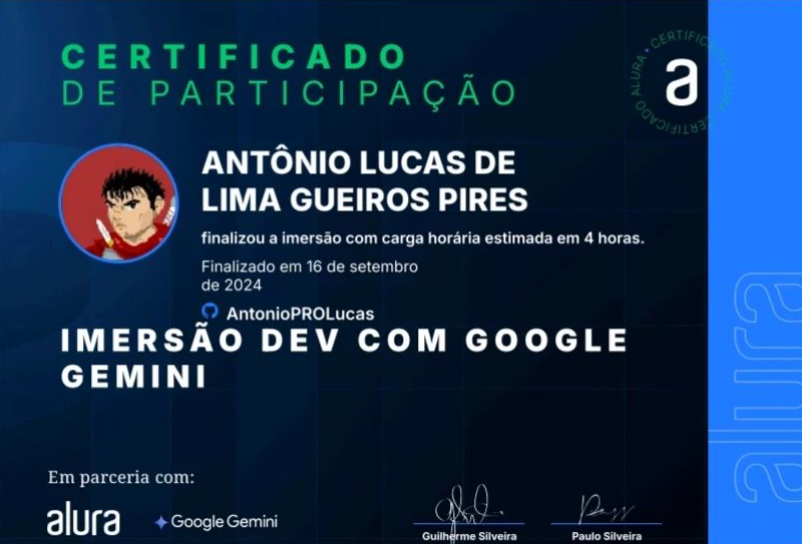 CERTIFICADO
DE PARTICIPAÇÃO
CERTIFICADO ALURA • CERTIFICADO ALURA
a
ANTÔNIO LUCAS DE
LIMA GUEIROS PIRES
finalizou a imersão com carga horária estimada em 4 horas.
Finalizado em 16 de setembro
de 2024
AntonioPROLucas
IMERSÃO DEV COM GOOGLE
GEMINI
alura
Em parceria com:
alura
Google Gemini
Guilherme Silveira
Paulo Silveira